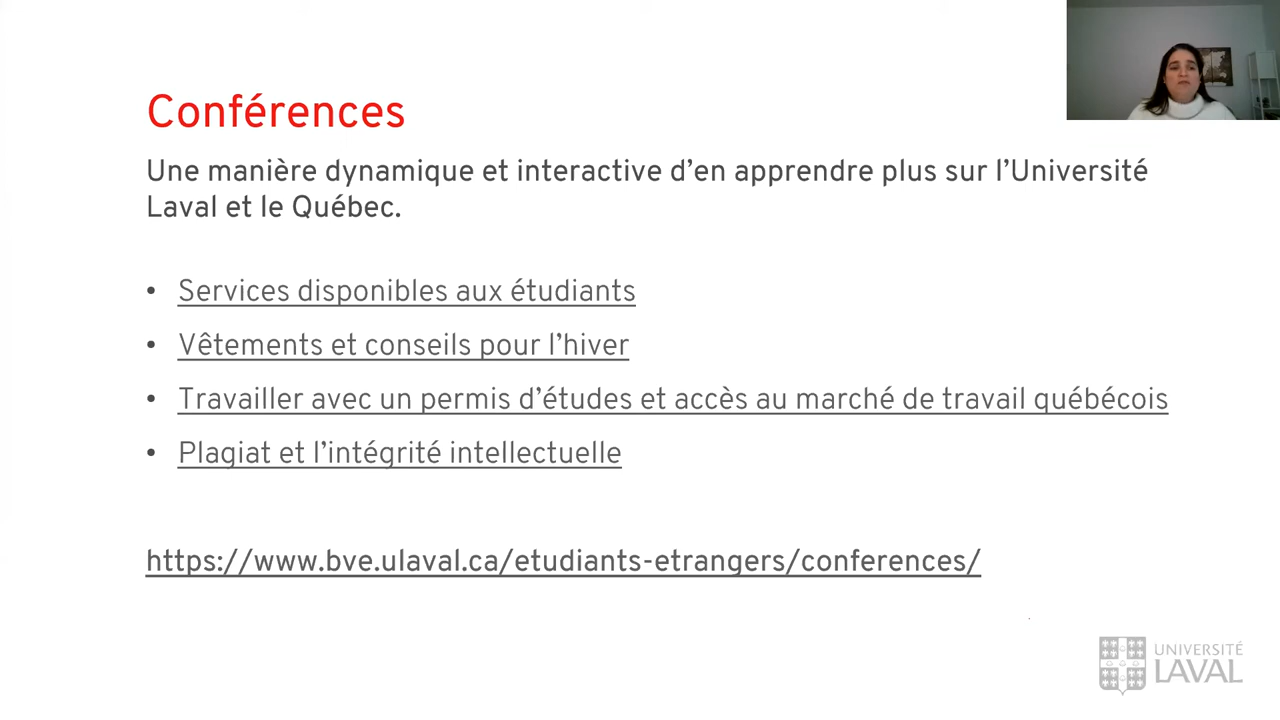 Conférences
Une manière dynamique et interactive d'en apprendre plus sur l'Université
Laval et le Québec.
• Services disponibles aux étudiants
• Vêtements et conseils pour l'hiver
• Travailler avec un permis d'études et accès au marché de travail québécois
• Plagiat et l'intégrité intellectuelle
https://www.bve.ulaval.ca/etudiants-etrangers/conferences/
UNIVERSITÉ
LAVAL